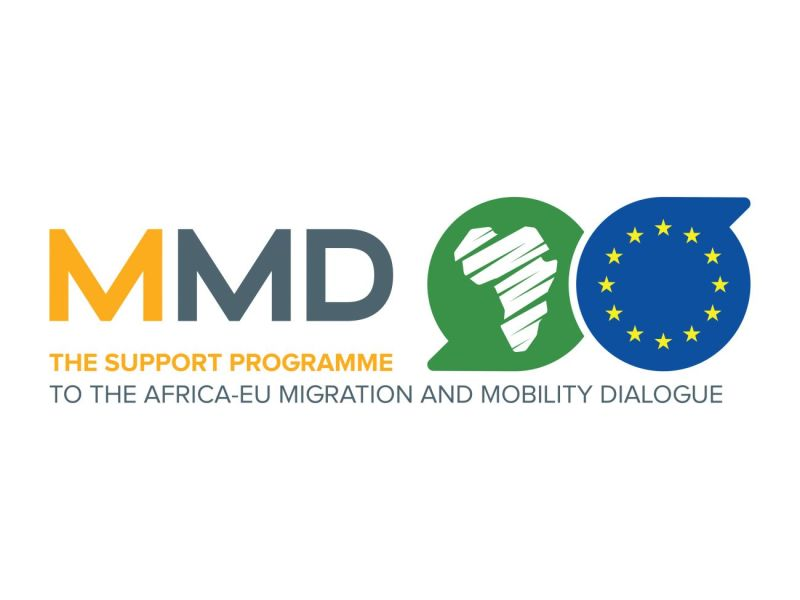 MMD
THE SUPPORT PROGRAMME
TO THE AFRICA-EU MIGRATION AND MOBILITY DIALOGUE